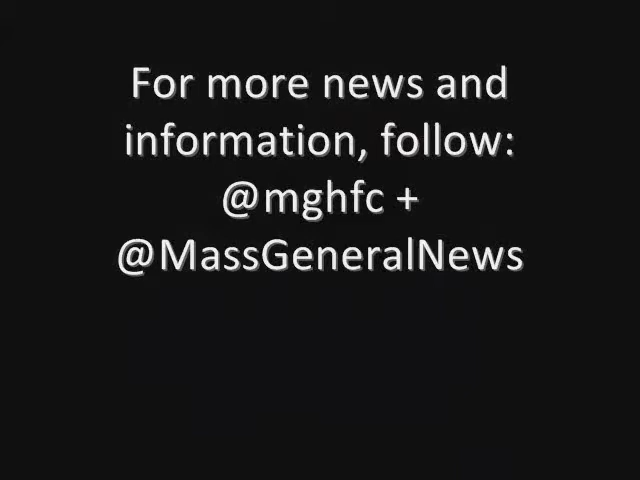 For more news and
information, follow:
@mghfc +
@MassGeneralNews